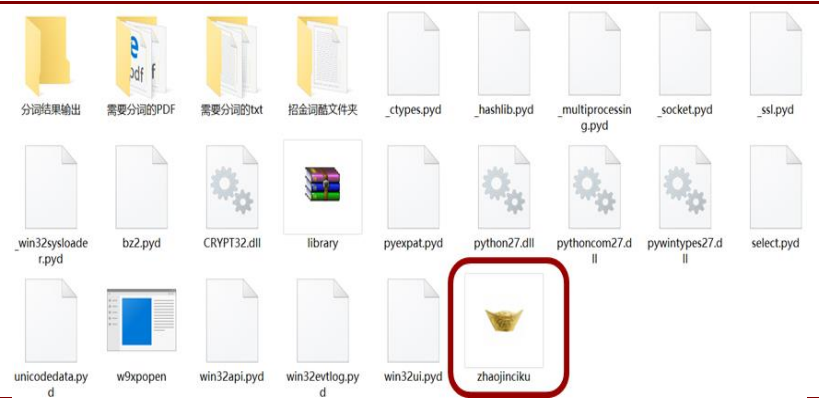 分词结果输出 需要分词的PDF 需要分词的txt 招金词酷文件夹 _ctypes.pyd _hashlib.pyd _multiprocessin _socket.pyd _ssl.pyd
g.pyd
_win32sysloade bz2.pyd CRYPT32.dll library pyexpat.pyd python27.dll pythoncom27.d pywintypes27.d select.pyd
r.pyd ll ll
unicodedata.py w9xpopen win32api.pyd win32evtlog.py win32ui.pyd zhaojinciku
d d